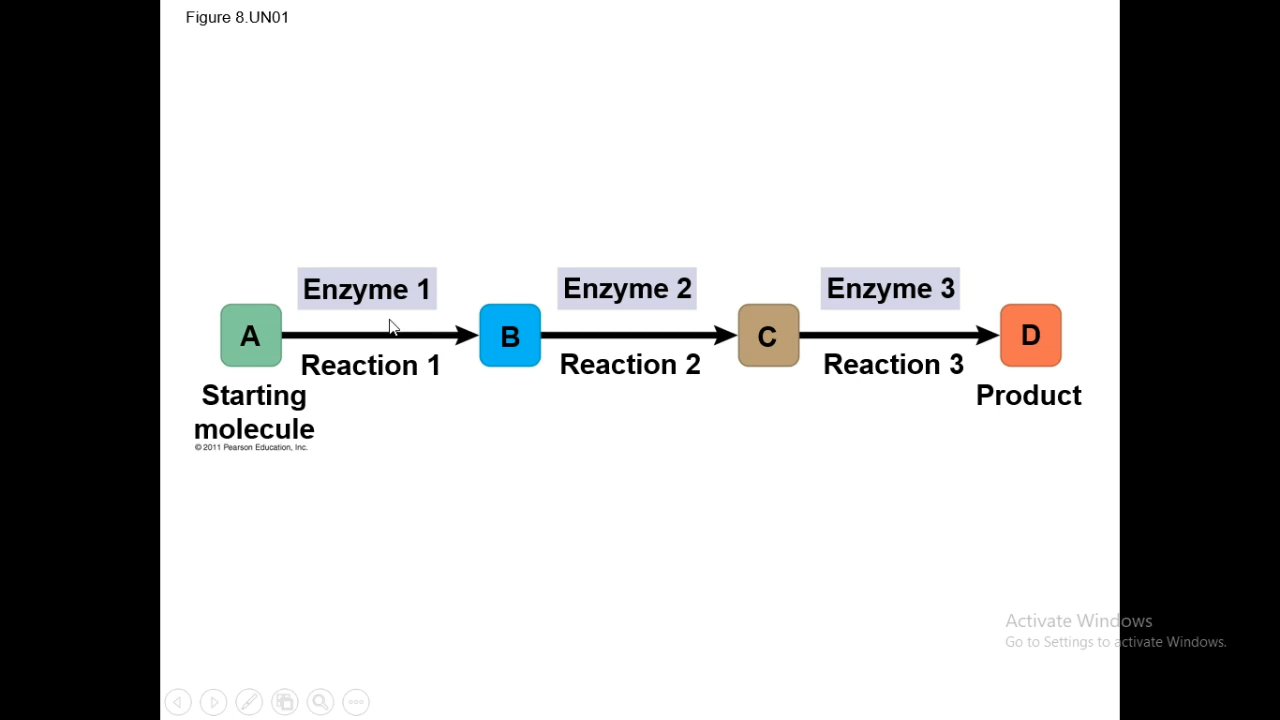 Figure 8.UN01
Enzyme 1
Enzyme 2
Enzyme 3
A
B
C
D
Reaction 1
Reaction 2
Reaction 3
Starting
molecule
Product
© 2011 Pearson Education, Inc.
Activate Windows
Go to Settings to activate Windows.